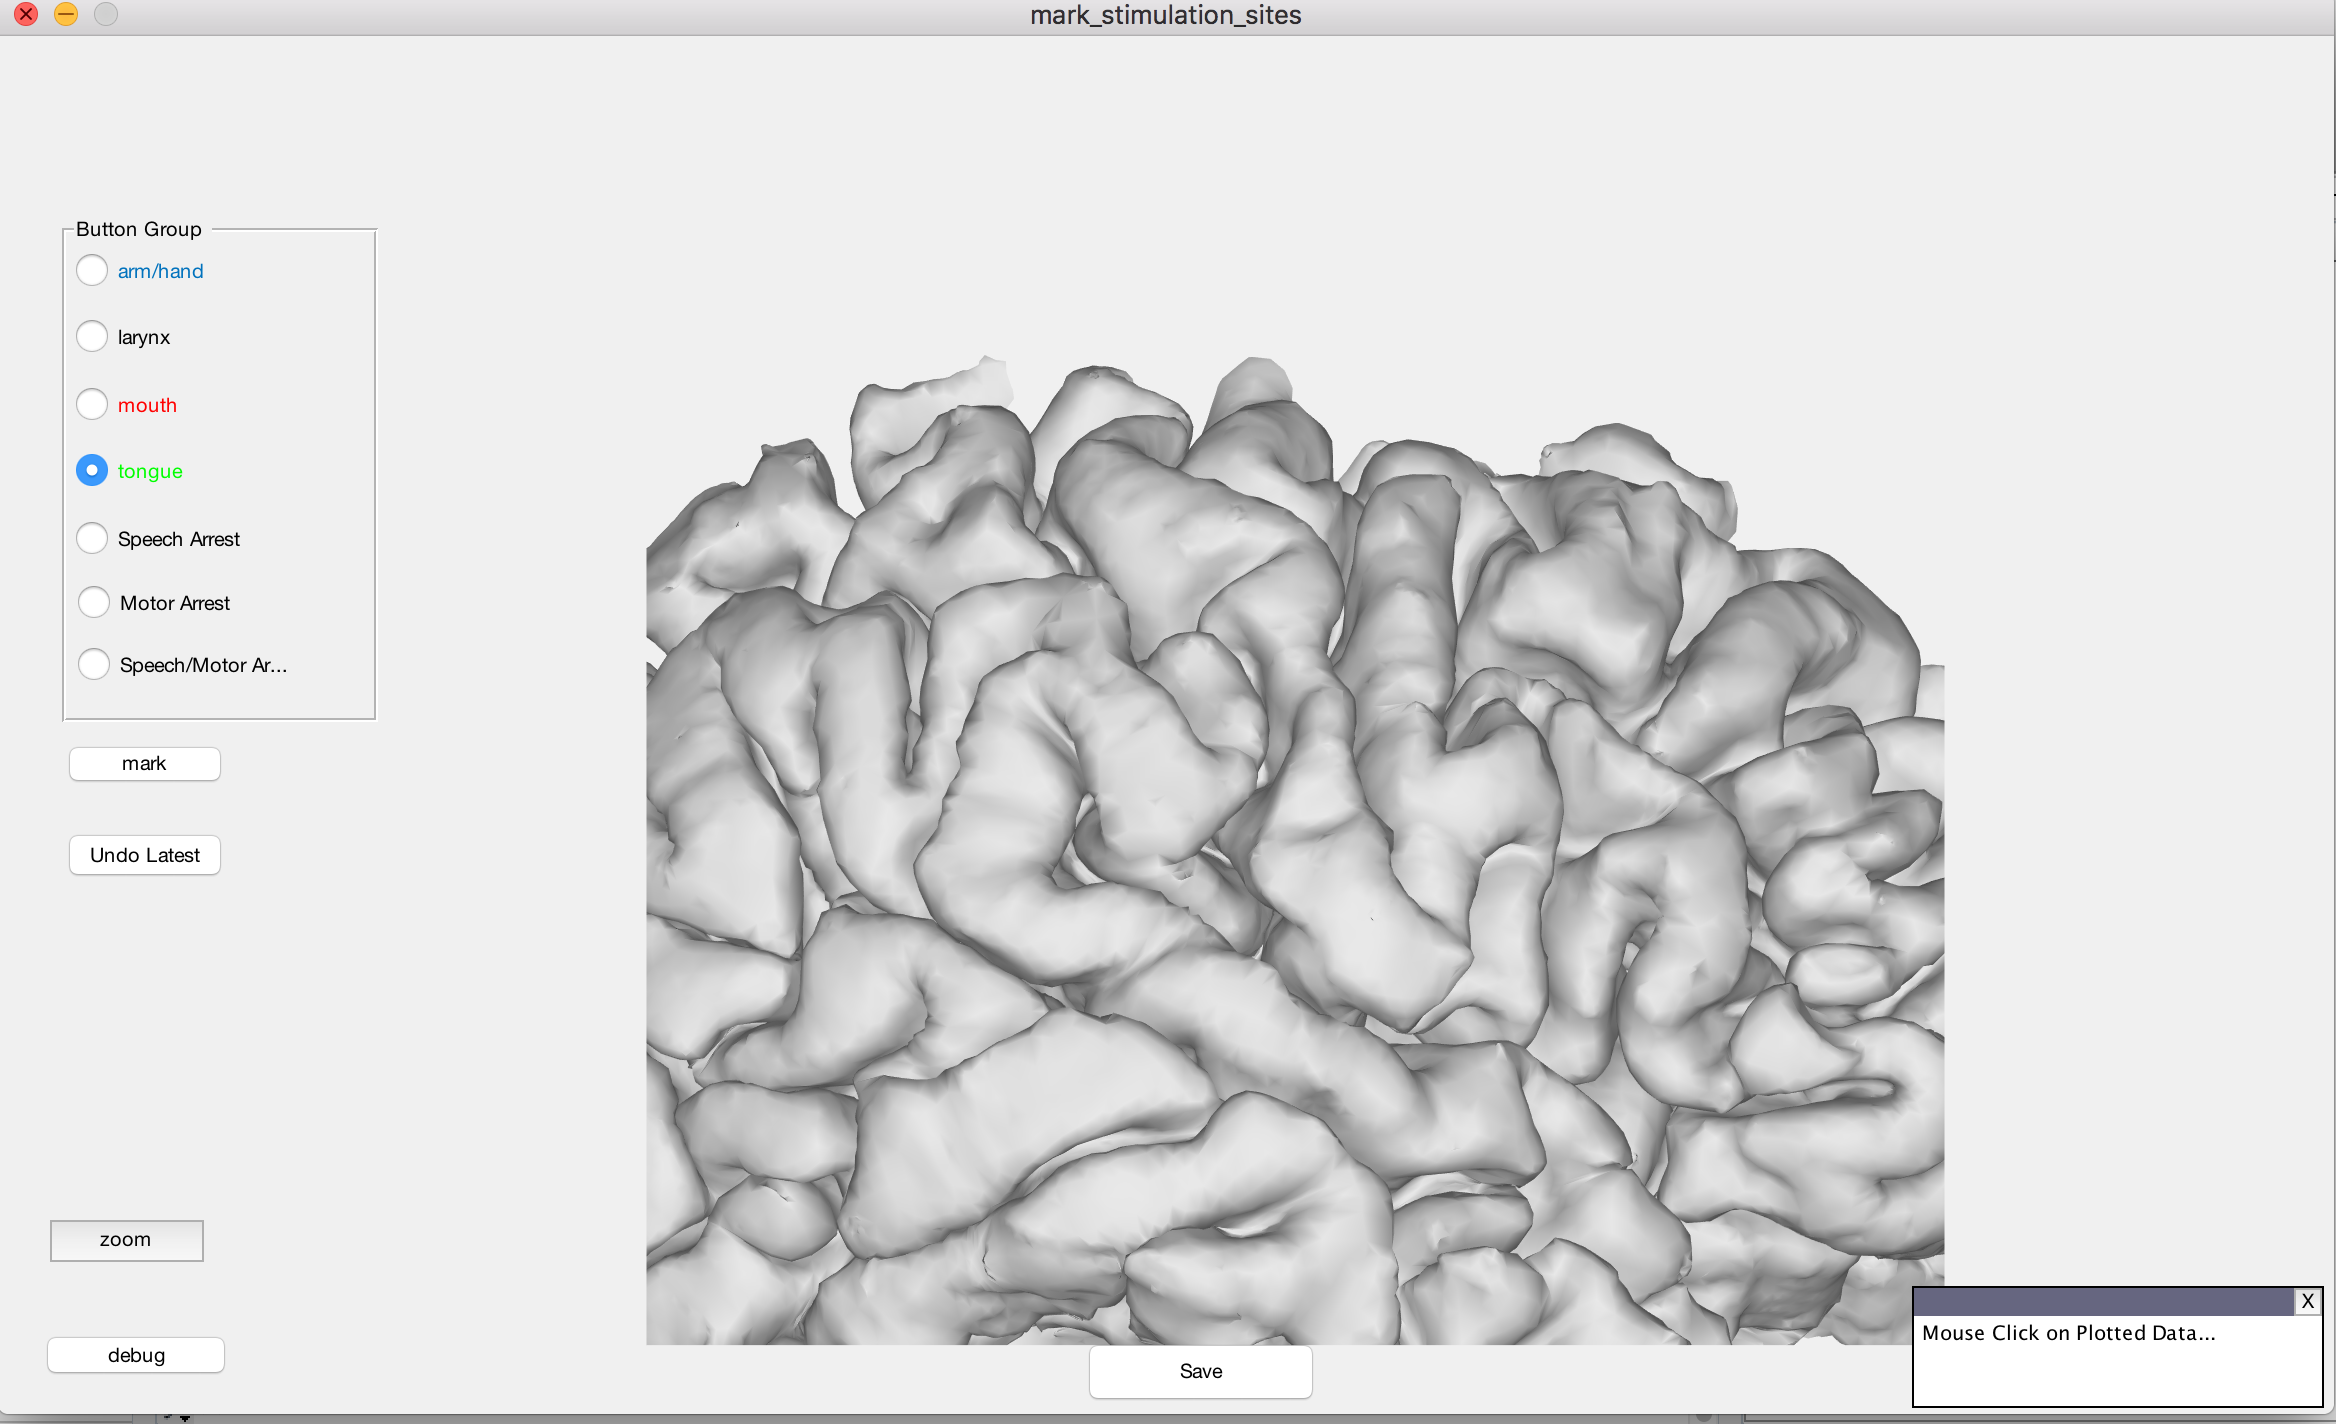 mark_stimulation_sites
Button Group
arm/hand
larynx
mouth
tongue
Speech Arrest
Motor Arrest
Speech/Motor Ar...
mark
Undo Latest
zoom
debug
Save
X
Mouse Click on Plotted Data...